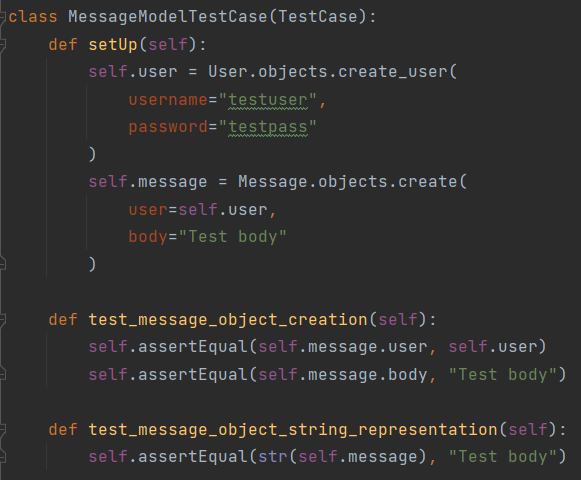 class MessageModelTestCase(TestCase):
    def setUp(self):
        self.user = User.objects.create_user(
            username="testuser",
            password="testpass"
        )
        self.message = Message.objects.create(
            user=self.user,
            body="Test body"
        )

    def test_message_object_creation(self):
        self.assertEqual(self.message.user, self.user)
        self.assertEqual(self.message.body, "Test body")

    def test_message_object_string_representation(self):
        self.assertEqual(str(self.message), "Test body")